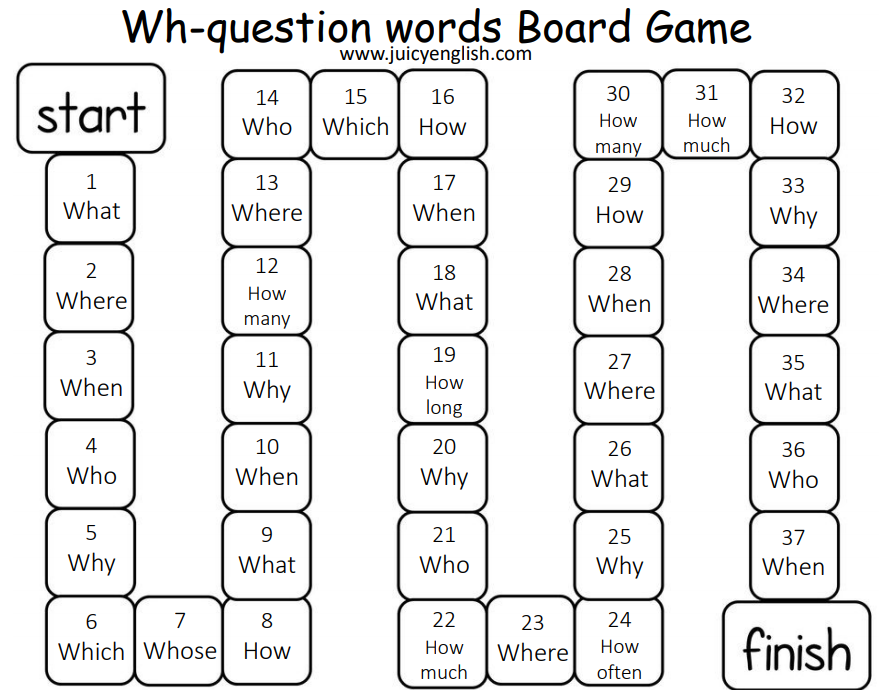 Wh-question words Board Game
www.juicyenglish.com
start
1
What
2
Where
3
When
4
Who
5
Why
6
Which
7
Whose
8
How
9
What
10
When
11
Why
12
How
many
13
Where
14
Who
15
Which
16
How
17
When
18
What
19
How
long
20
Why
21
Who
22
How
much
23
Where
24
How
often
25
Why
26
What
27
Where
28
When
29
How
30
How
many
31
How
much
32
How
33
Why
34
Where
35
What
36
Who
37
When
finish